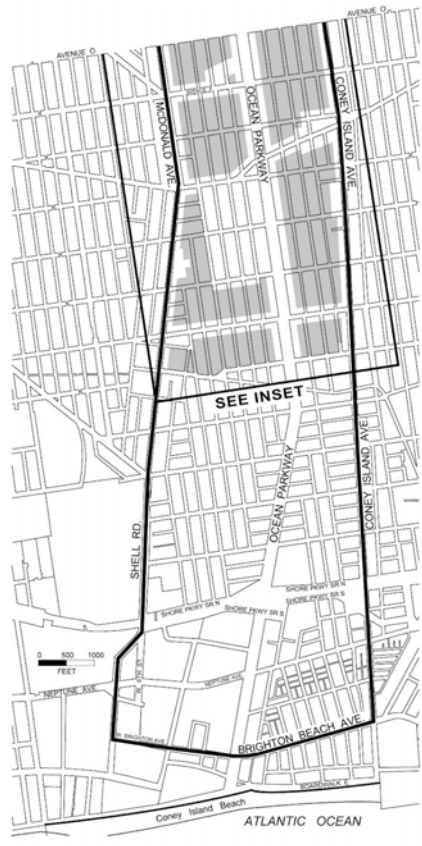 AVENUE O
AVENUE O
MCDONALD AVE
OCEAN PARKWAY
CONEY ISLAND AVE
SEE INSET
OCEAN PARKWAY
CONEY ISLAND AVE
SHELL RD
SHORE PKWY SR N
SHORE PKWY SR S
SHORE PKWY SR N
SHORE PKWY SR S
0 500 1000
FEET
NEPTUNE AVE
NEPTUNE AVE
W. BRIGHTON AVE
BRIGHTON BEACH AVE
BOARDWALK E
Coney Island Beach
ATLANTIC OCEAN